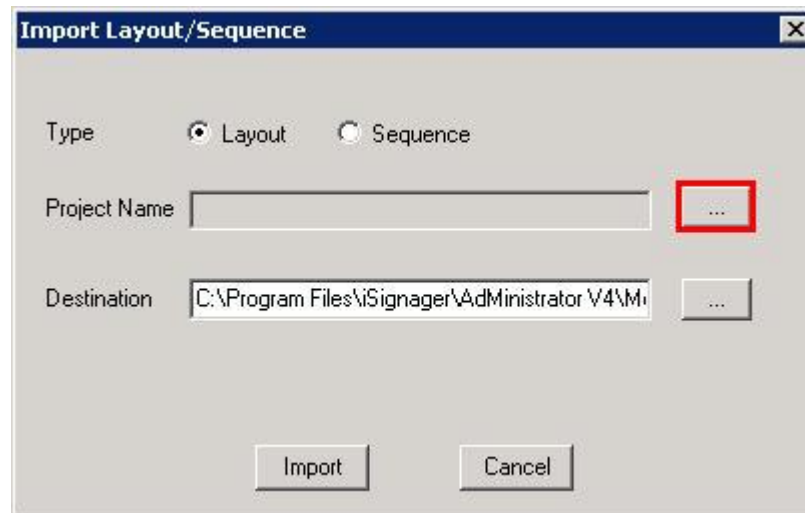 Import Layout/Sequence
Type Layout Sequence
Project Name ...
Destination C:\Program Files\iSignager\AdMinistrator V4\M ...
Import Cancel